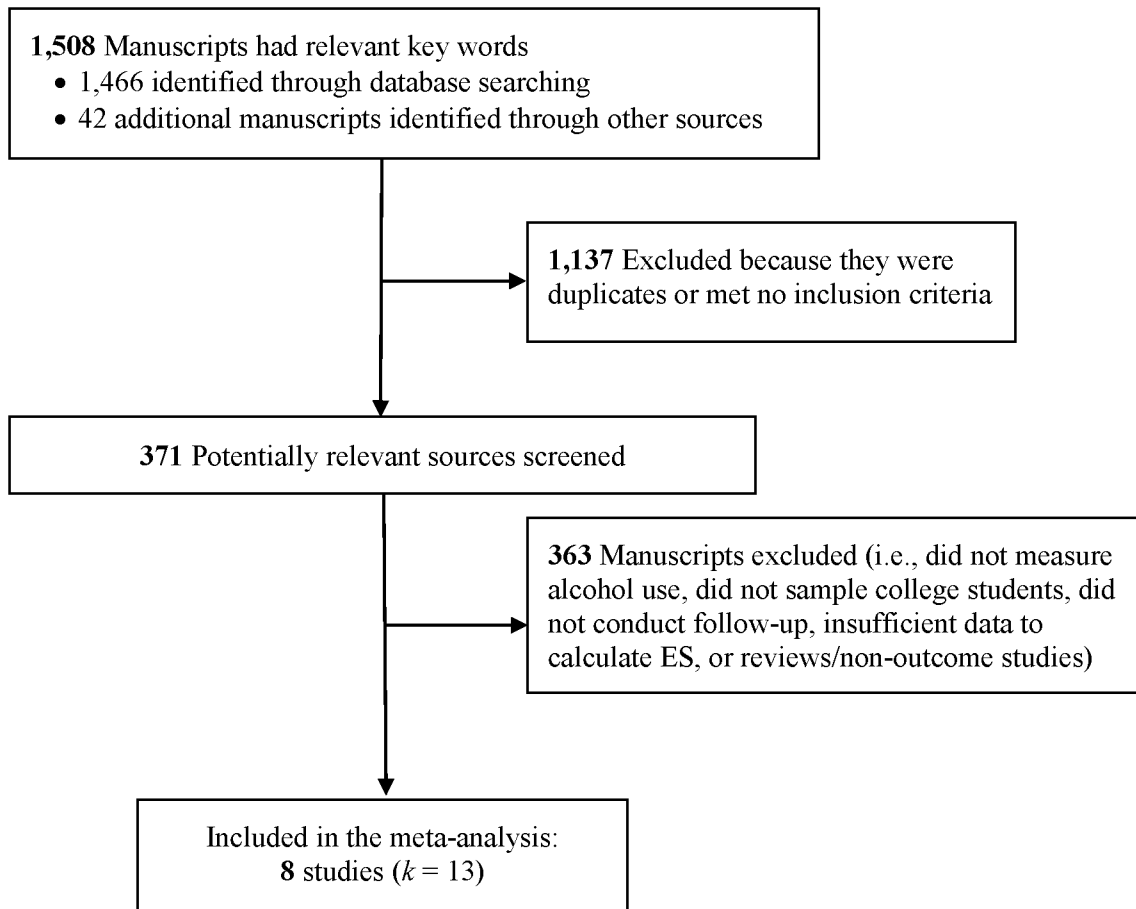 1,508 Manuscripts had relevant key words
• 1,466 identified through database searching
• 42 additional manuscripts identified through other sources
1,137 Excluded because they were
duplicates or met no inclusion criteria
371 Potentially relevant sources screened
363 Manuscripts excluded (i.e., did not measure
alcohol use, did not sample college students, did
not conduct follow-up, insufficient data to
calculate ES, or reviews/non-outcome studies)
Included in the meta-analysis:
8 studies (k = 13)